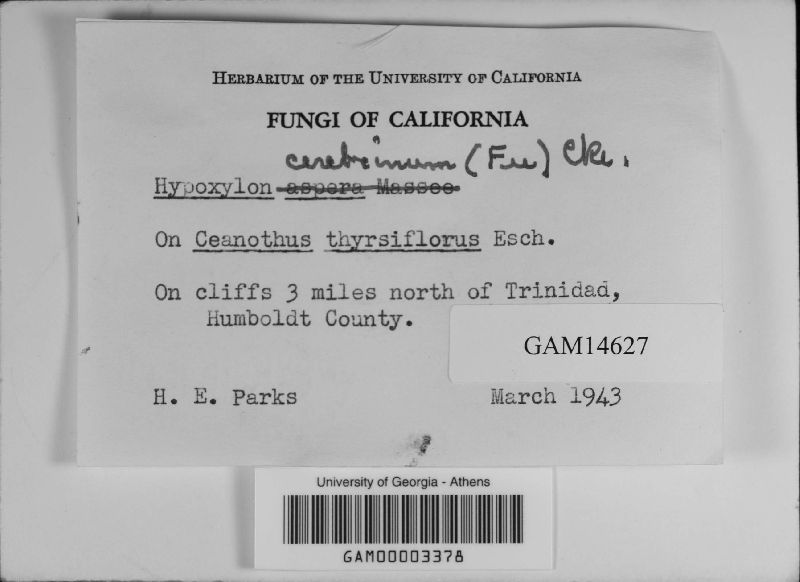 HERBARIUM OF THE UNIVERSITY OF CALIFORNIA
FUNGI OF CALIFORNIA
cerebrinum (Fee) Cke.
Hypoxylon aspera Massee
On Ceanothus thyrsiflorus Esch.
On cliffs 3 miles north of Trinidad,
Humboldt County.
GAM14627
H. E. Parks March 1943
University of Georgia - Athens
GAM00003378